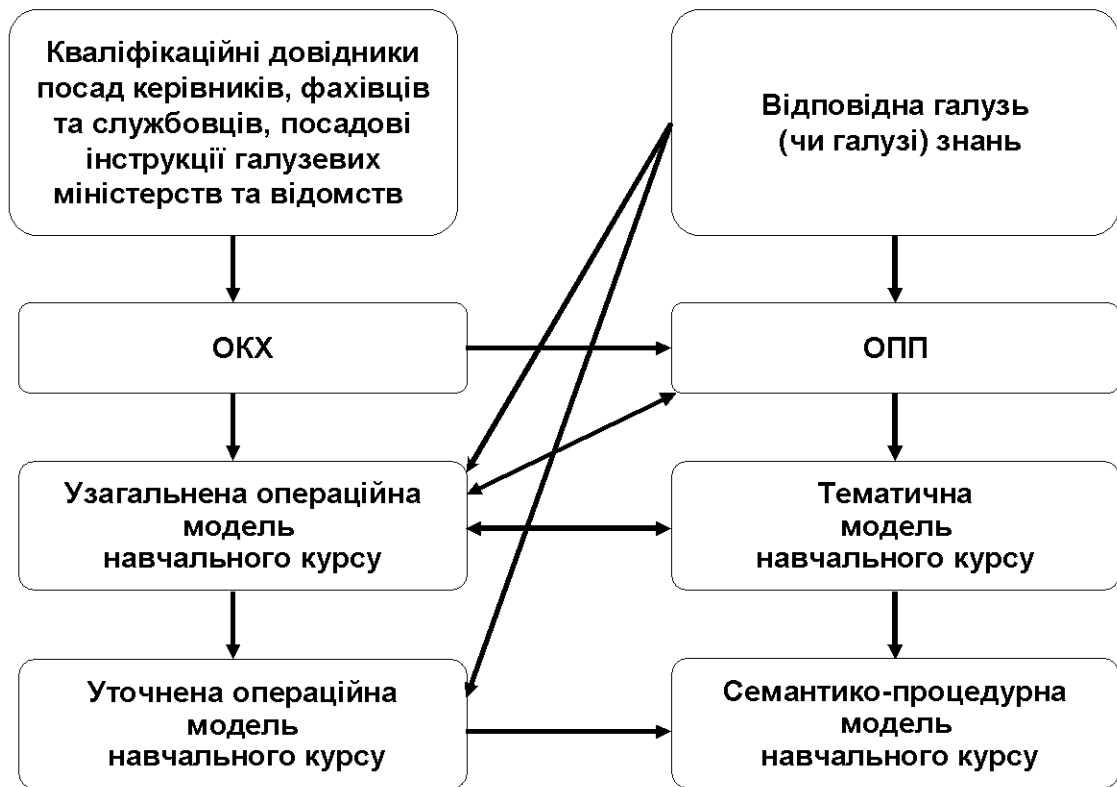 Кваліфікаційні довідники
посад керівників, фахівців
та службовців, посадові
інструкції галузевих
міністерств та відомств
Відповідна галузь
(чи галузі) знань
ОКХ
ОПП
Узагальнена операційна
модель
навчального курсу
Тематична
модель
навчального курсу
Уточнена операційна
модель
навчального курсу
Семантико-процедурна
модель
навчального курсу